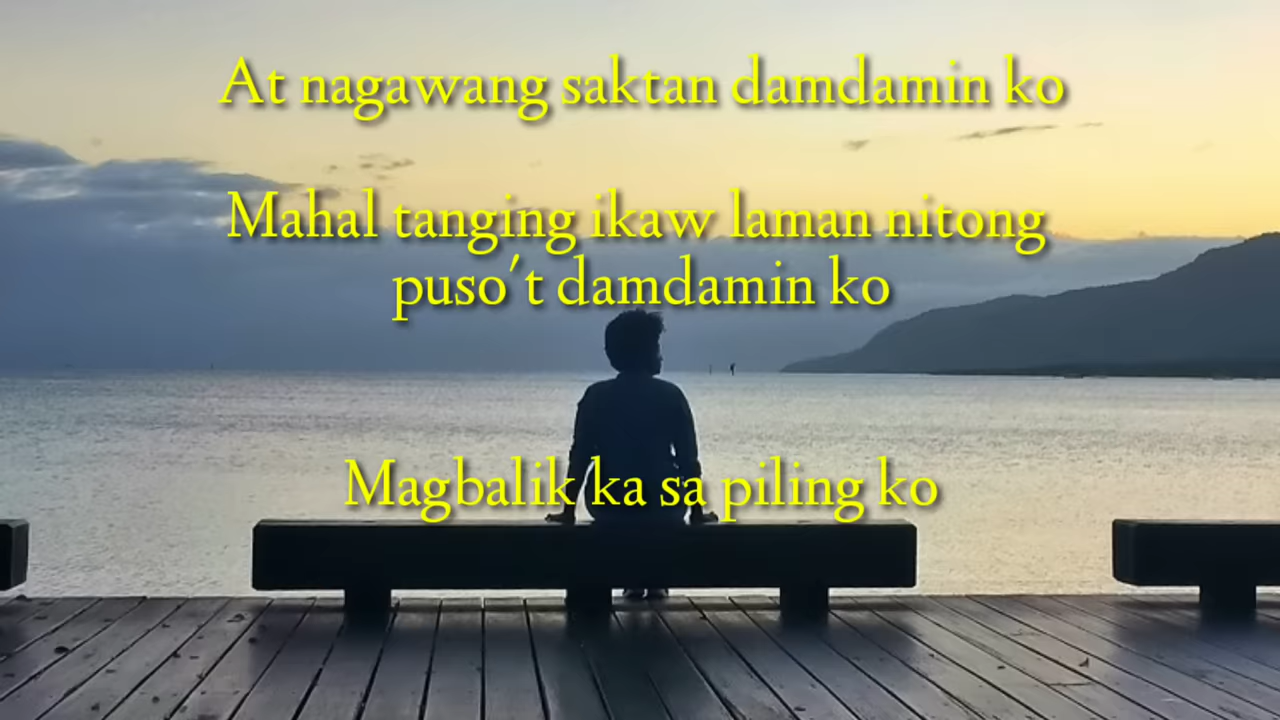 At nagawang saktan damdamin ko
Mahal tanging ikaw laman nitong
puso't damdamin ko
Magbalik ka sa piling ko